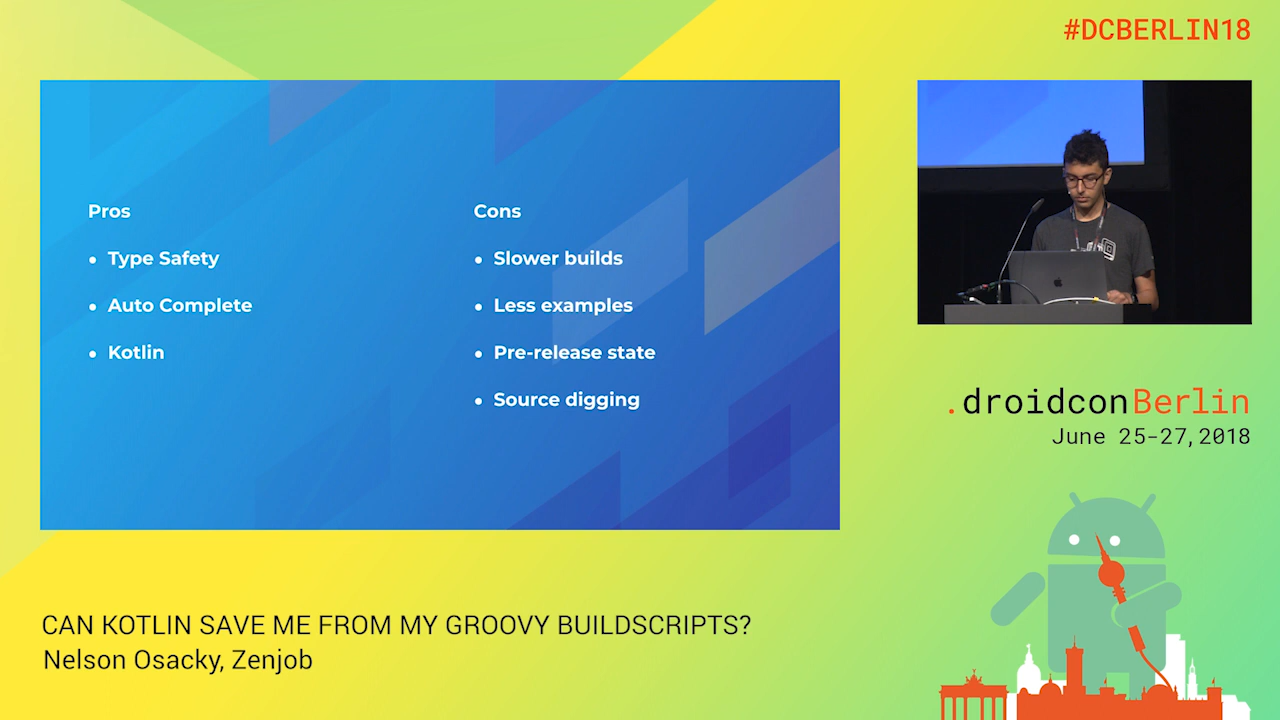 #DCBERLIN18
Pros
• Type Safety
• Auto Complete
• Kotlin
Cons
• Slower builds
• Less examples
• Pre-release state
• Source digging
.droidconBerlin
June 25-27,2018
CAN KOTLIN SAVE ME FROM MY GROOVY BUILDSCRIPTS?
Nelson Osacky, Zenjob